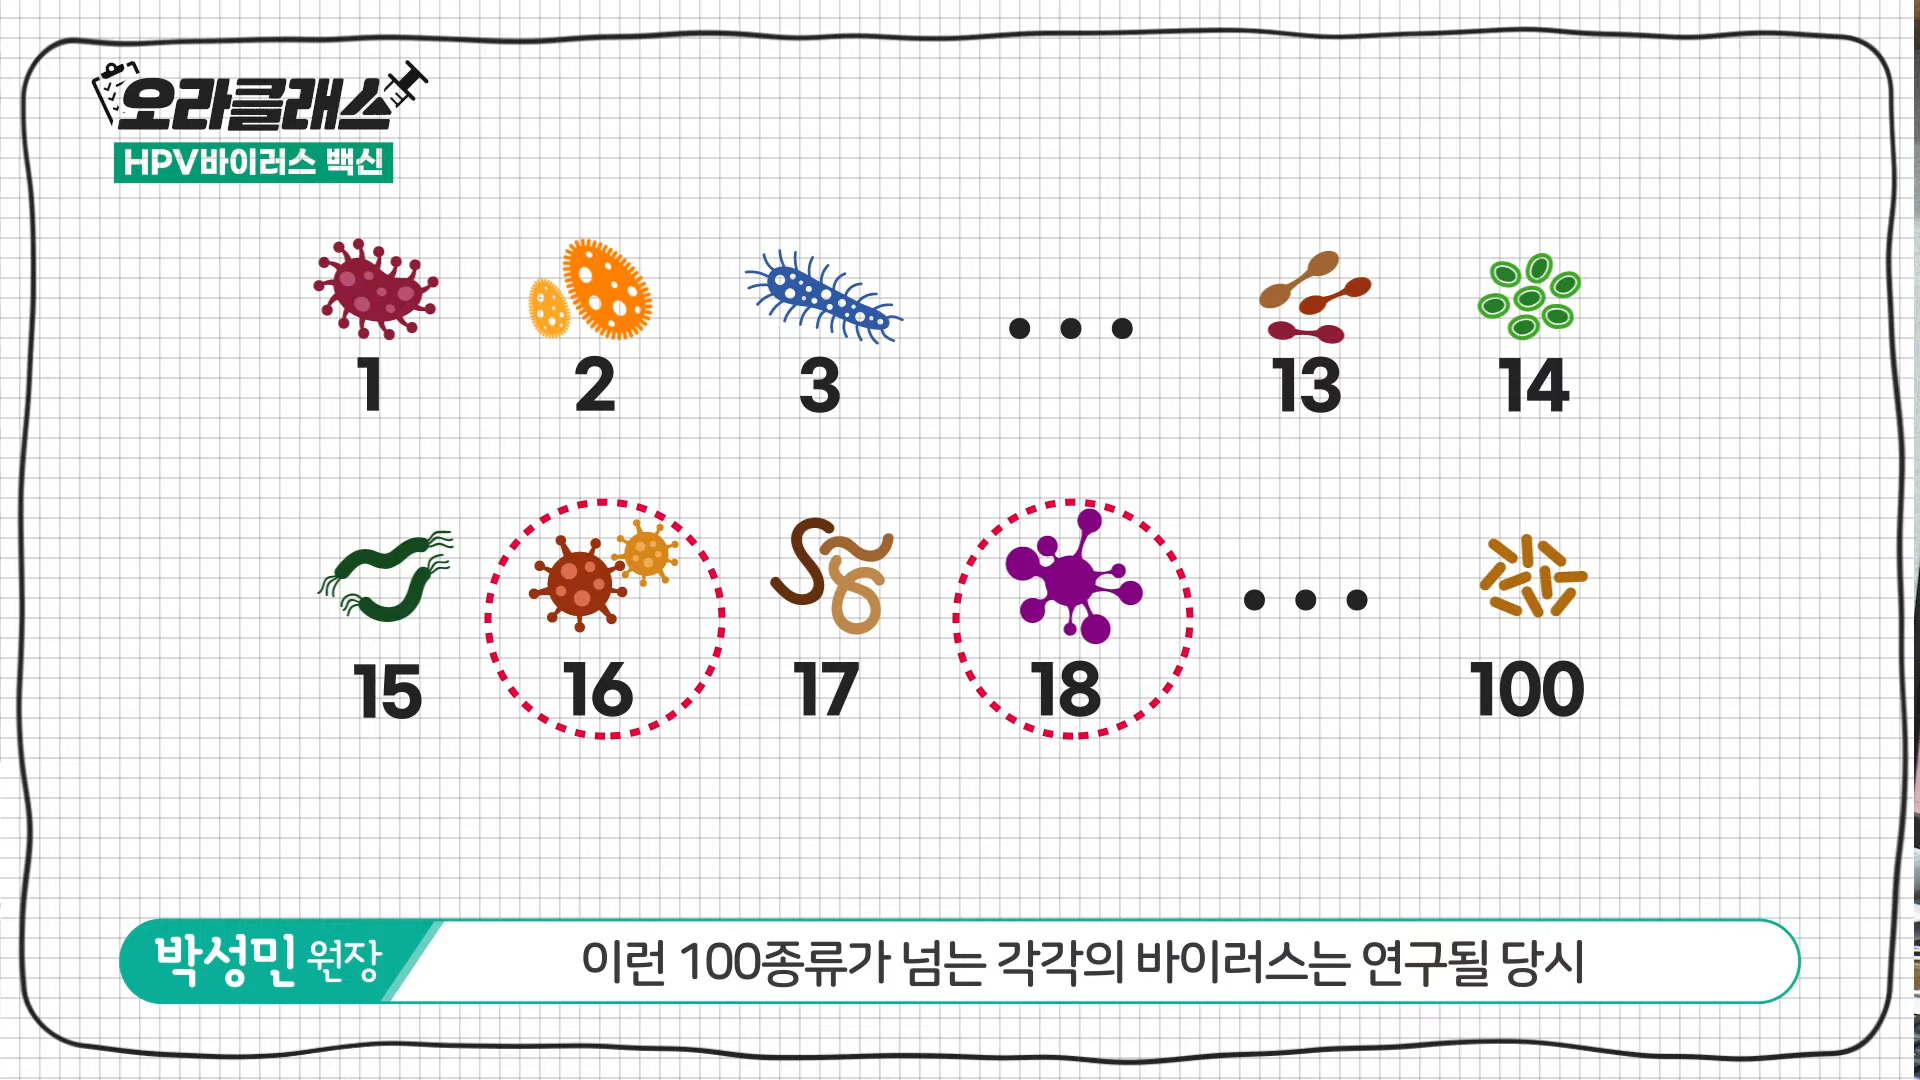 오라클래스
HPV바이러스 백신
1 2 3 13 14
15 16 17 18 100
박성민 원장
이런 100종류가 넘는 각각의 바이러스는 연구될 당시